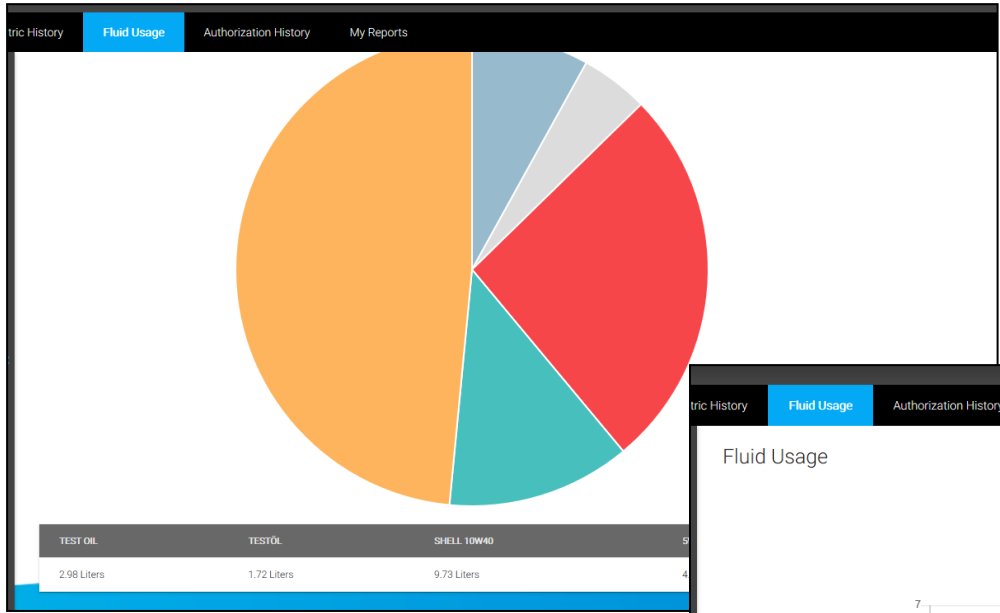 tric History Fluid Usage Authorization History My Reports
TEST OIL TESTÖL SHELL 10W40
2.98 Liters 1.72 Liters 9.73 Liters
tric History Fluid Usage Authorization History
Fluid Usage
7